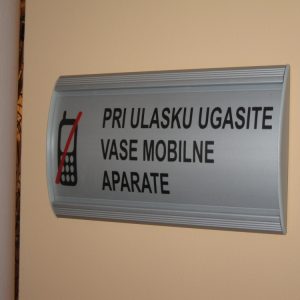 PRI ULASKU UGASITE
VASE MOBILNE
APARATE